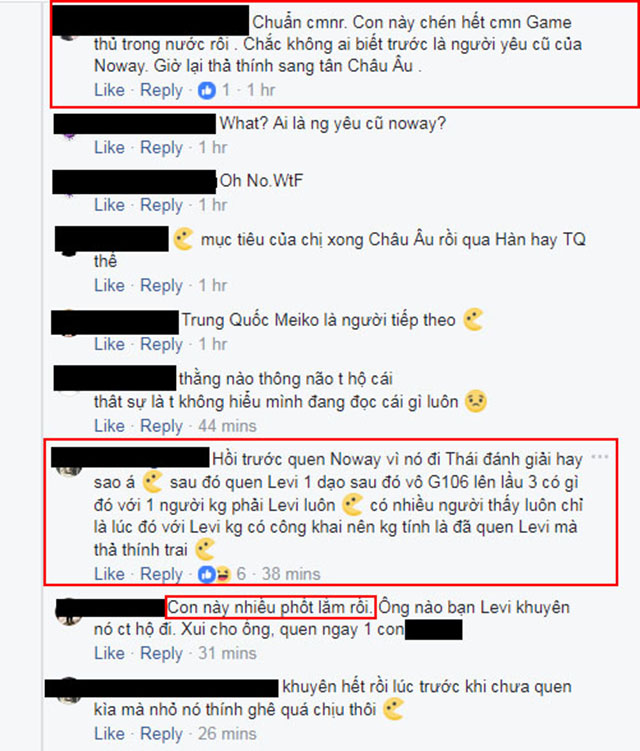 Chuẩn cmnr. Con này chén hết cmn Game
thủ trong nước rồi . Chắc không ai biết trước là người yêu cũ của
Noway. Giờ lại thả thính sang tân Châu Âu .
Like · Reply · 1 · 1 hr
What? Ai là ng yêu cũ noway?
Like · Reply · 1 hr
Oh No.WtF
Like · Reply · 1 hr
mục tiêu của chị xong Châu Âu rồi qua Hàn hay TQ
thế
Like · Reply · 1 hr
Trung Quốc Meiko là người tiếp theo
Like · Reply · 1 hr
thằng nào thông não t hộ cái
thât sự là t không hiểu mình đang đọc cái gì luôn
Like · Reply · 44 mins
Hồi trước quen Noway vì nó đi Thái đánh giải hay
sao á sau đó quen Levi 1 dạo sau đó vô G106 lên lầu 3 có gì
đó với 1 người kg phải Levi luôn có nhiều người thấy luôn chỉ
là lúc đó với Levi kg có công khai nên kg tính là đã quen Levi mà
thả thính trai
Like · Reply · 6 · 38 mins
Con này nhiều phốt lắm rồi. Ông nào bạn Levi khuyên
nó ct hộ đi. Xui cho ông, quen ngay 1 con
Like · Reply · 31 mins
khuyên hết rồi lúc trước khi chưa quen
kìa mà nhỏ nó thính ghê quá chịu thôi
Like · Reply · 26 mins